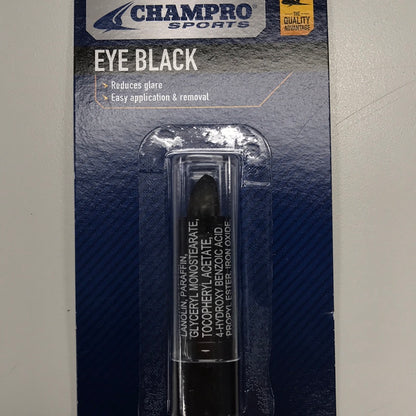 CHAMPRO
SPORTS
THE
QUALITY
ADVANTAGE
EYE BLACK
> Reduces glare
> Easy application & removal
LANOLIN, PARAFFIN,
GLYCERYL MONOSTEARATE,
TOCOPHERYL ACETATE,
4-HYDROXY BENZOIC ACID
PROPYL ESTER, IRON OXIDE